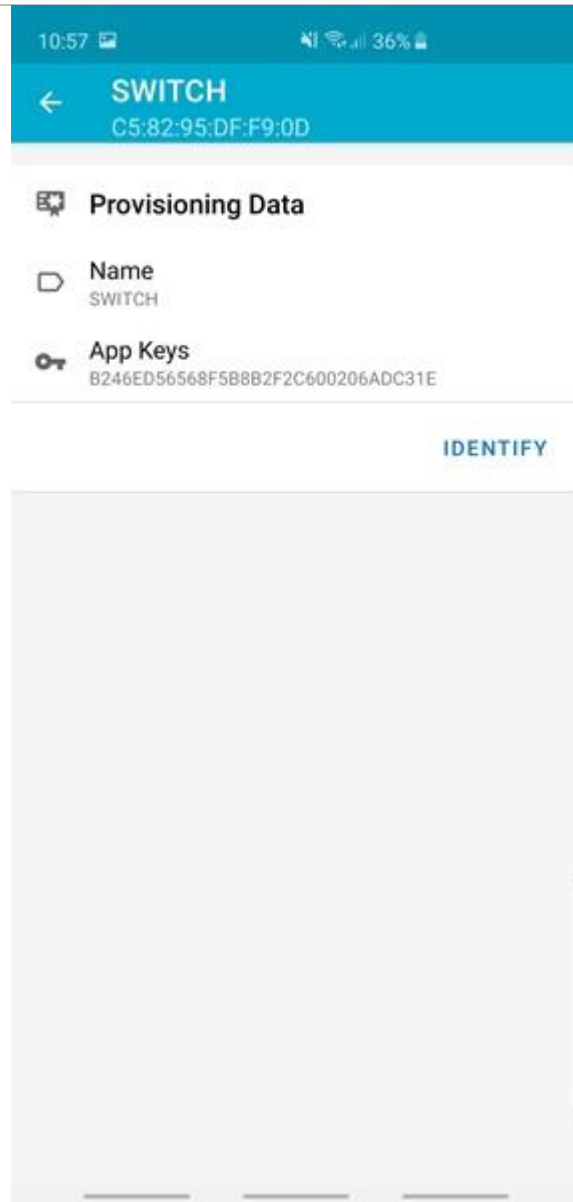 10:57 36%
SWITCH
C5:82:95:DF:F9:0D
Provisioning Data
Name
SWITCH
App Keys
B246ED56568F5B8B2F2C600206ADC31E
IDENTIFY